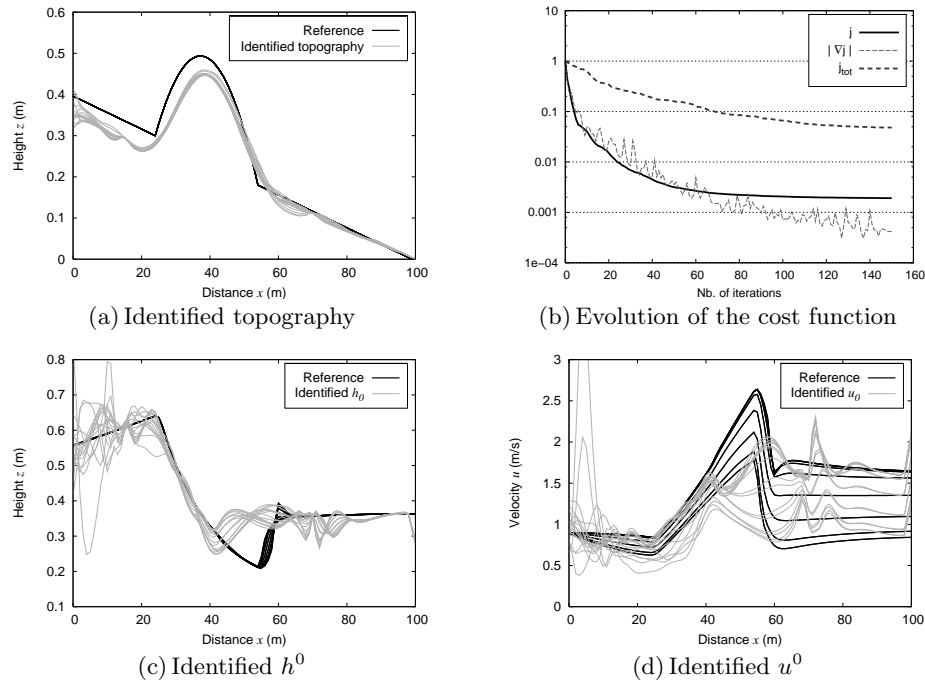 0.6
0.5
0.4
0.3
0.2
0.1
0
0 20 40 60 80 100
Height z (m)
Distance x (m)
Reference
Identified topography
(a) Identified topography
10
1
0.1
0.01
0.001
1e-04
0 20 40 60 80 100 120 140 160
Nb. of iterations
j
| ∇j |
j_tot
(b) Evolution of the cost function
0.8
0.7
0.6
0.5
0.4
0.3
0.2
0.1
0 20 40 60 80 100
Height z (m)
Distance x (m)
Reference
Identified h_0
(c) Identified h^0
3
2.5
2
1.5
1
0.5
0
0 20 40 60 80 100
Velocity u (m/s)
Distance x (m)
Reference
Identified u_0
(d) Identified u^0